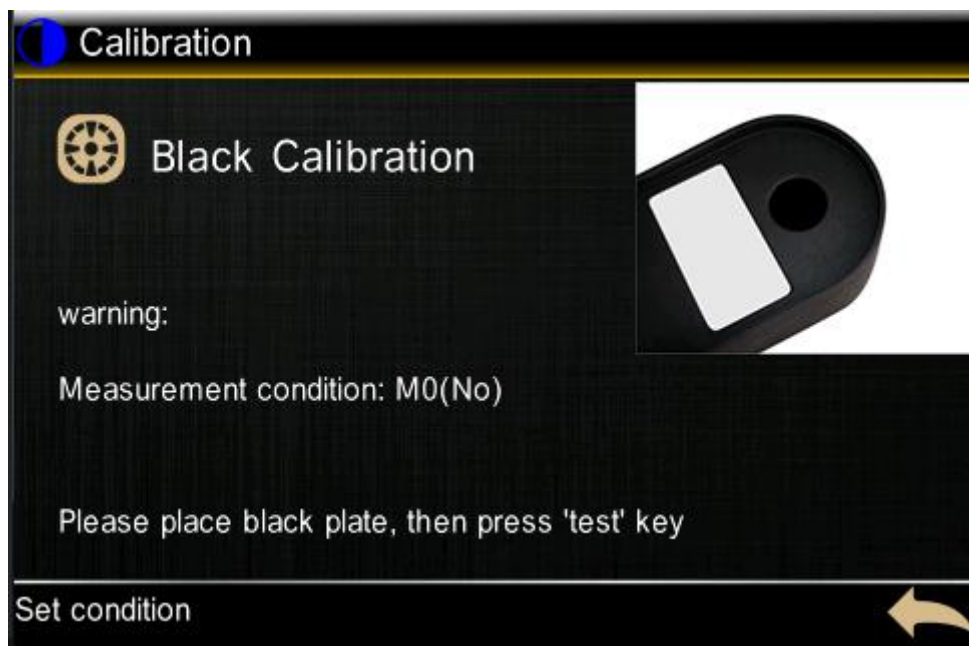 Calibration
Black Calibration
warning:
Measurement condition: M0(No)
Please place black plate, then press 'test' key
Set condition